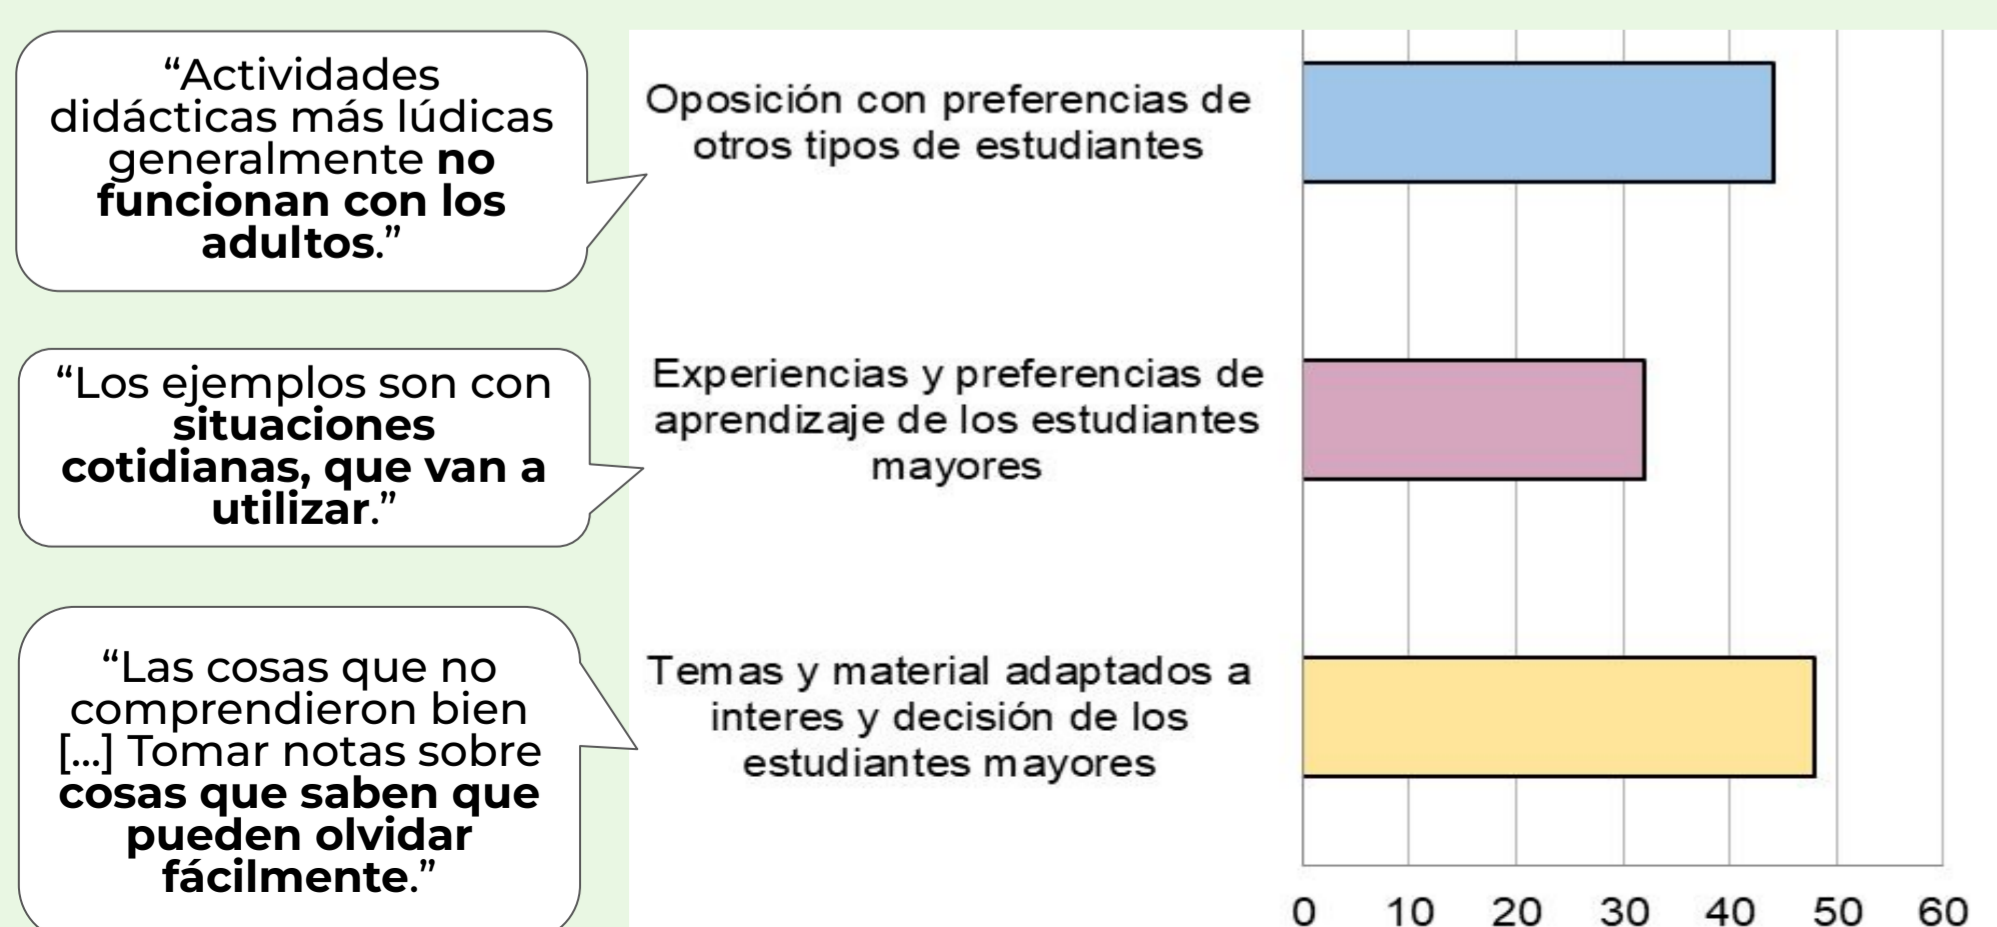 “Actividades
didácticas más lúdicas
generalmente no
funcionan con los
adultos.”
Oposición con preferencias de
otros tipos de estudiantes
“Los ejemplos son con
situaciones
cotidianas, que van a
utilizar.”
Experiencias y preferencias de
aprendizaje de los estudiantes
mayores
“Las cosas que no
comprendieron bien
[...] Tomar notas sobre
cosas que saben que
pueden olvidar
fácilmente.”
Temas y material adaptados a
interes y decisión de los
estudiantes mayores
0 10 20 30 40 50 60